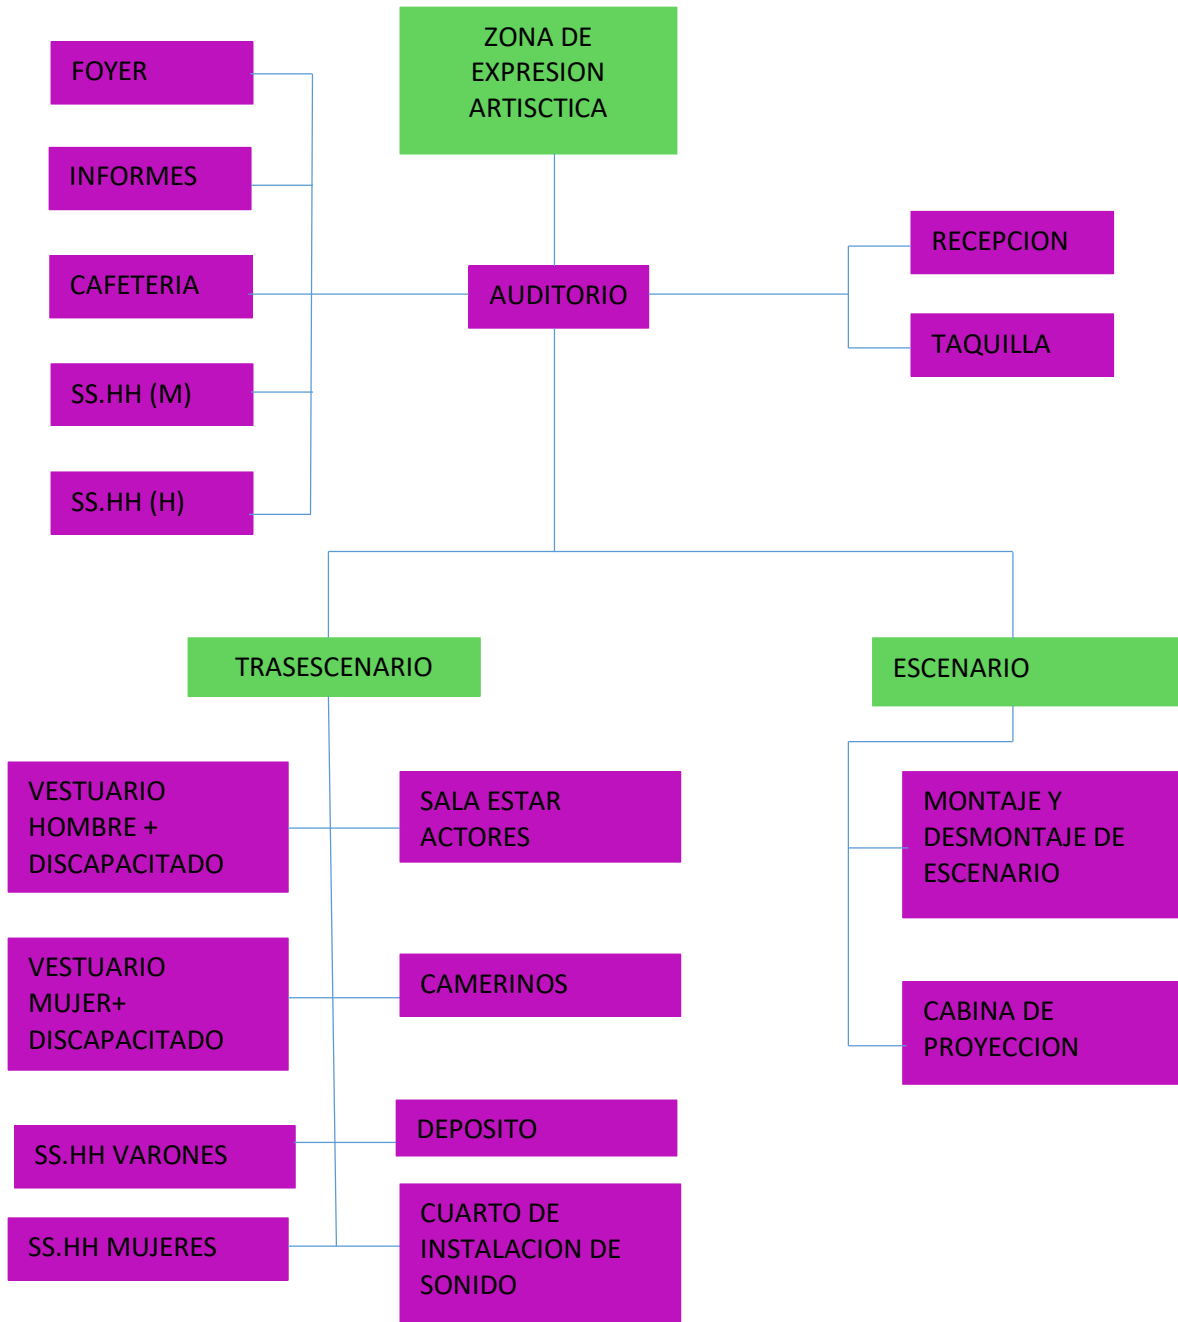 ZONA DE
EXPRESION
ARTISCTICA
FOYER
INFORMES
CAFETERIA
SS.HH (M)
SS.HH (H)
AUDITORIO
RECEPCION
TAQUILLA
TRASESCENARIO
ESCENARIO
VESTUARIO
HOMBRE +
DISCAPACITADO
SALA ESTAR
ACTORES
VESTUARIO
MUJER+
DISCAPACITADO
CAMERINOS
SS.HH VARONES
DEPOSITO
SS.HH MUJERES
CUARTO DE
INSTALACION DE
SONIDO
MONTAJE Y
DESMONTAJE DE
ESCENARIO
CABINA DE
PROYECCION